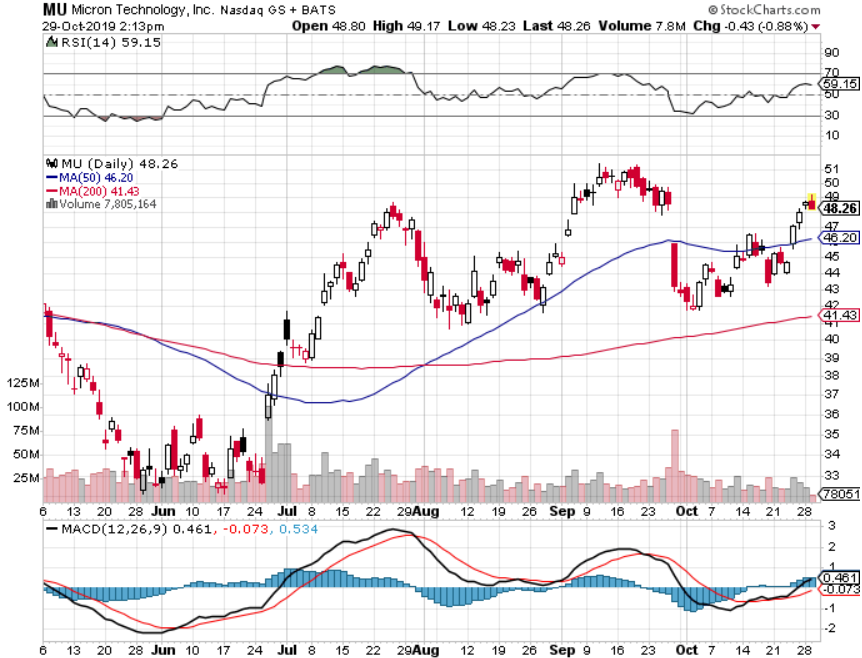 MU Micron Technology, Inc. Nasdaq GS + BATS © StockCharts.com
29-Oct-2019 2:13pm Open 48.80 High 49.17 Low 48.23 Last 48.26 Volume 7.8M Chg -0.43 (-0.88%)
RSI(14) 59.15
90
70
59.15
50
30
10
MU (Daily) 48.26
MA(50) 46.20
MA(200) 41.43
Volume 7,805,164
51
50
49
48.26
47
46.20
45
44
43
42
41.43
41
40
39
38
37
36
35
34
33
125M
100M
75M
50M
25M
78051
6 13 20 28 Jun 10 17 24 Jul 8 15 22 29 Aug 12 19 26 Sep 9 16 23 Oct 7 14 21 28
MACD(12,26,9) 0.461, -0.073, 0.534
3
2
1
0.461
-0.073
-1
-2
6 13 20 28 Jun 10 17 24 Jul 8 15 22 29 Aug 12 19 26 Sep 9 16 23 Oct 7 14 21 28